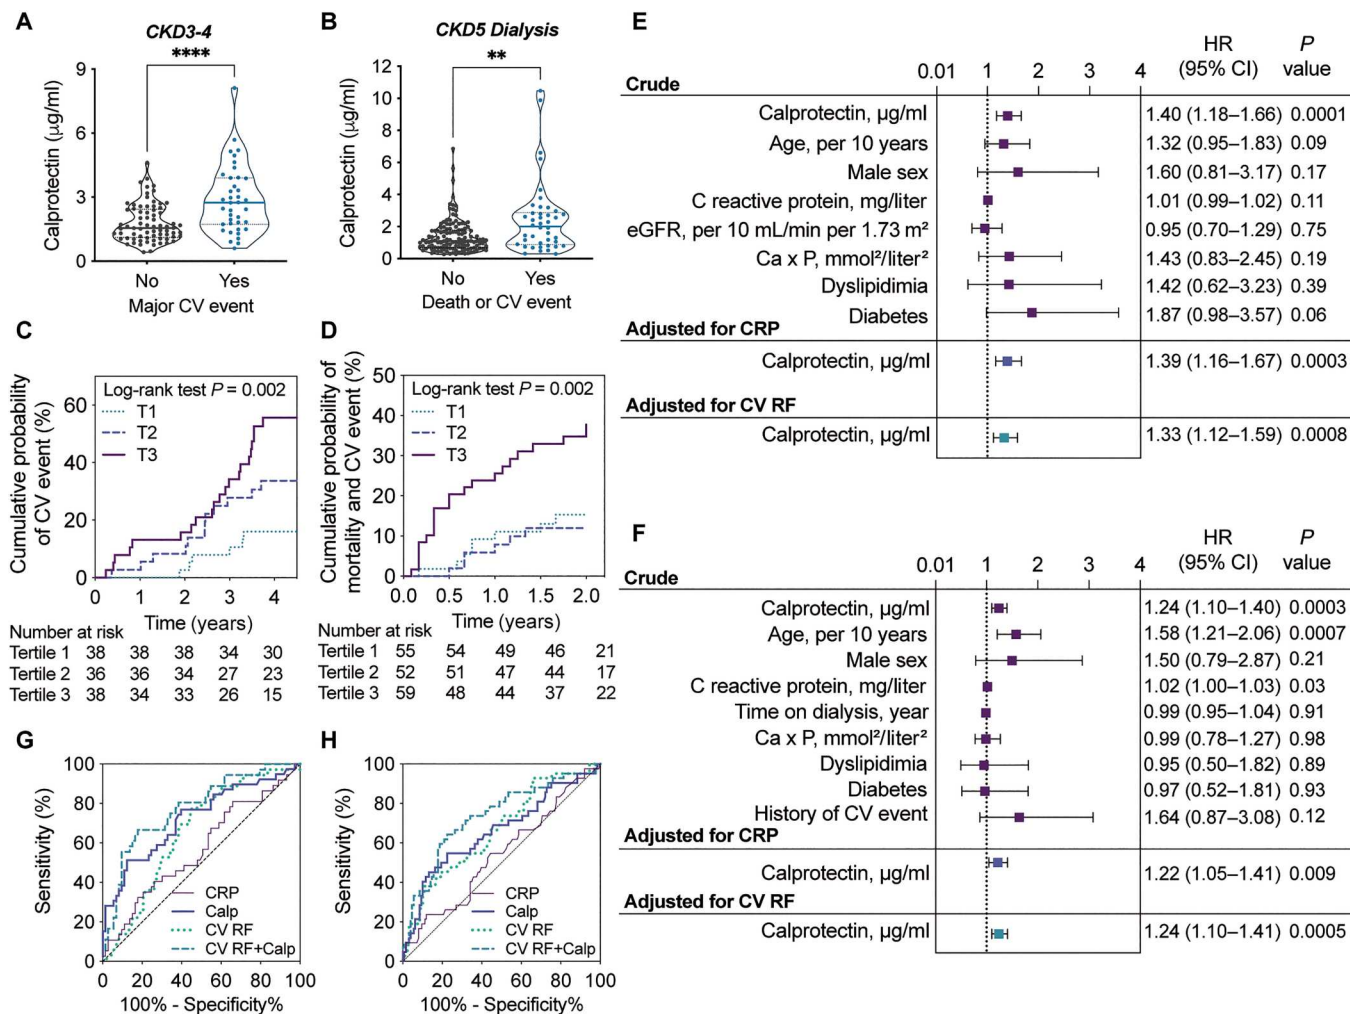 A
CKD3-4
****
Calprotectin (µg/ml)
9
6
3
0
No
Yes
Major CV event
B
CKD5 Dialysis
**
Calprotectin (µg/ml)
12
10
8
6
4
2
0
No
Yes
Death or CV event
C
Cumulative probability
of CV event (%)
Log-rank test P = 0.002
T1
T2
T3
60
40
20
0
0 1 2 3 4
Time (years)
Number at risk
Tertile 1 38 38 38 34 30
Tertile 2 36 36 34 27 23
Tertile 3 38 34 33 26 15
D
Cumulative probability of
mortality and CV event (%)
Log-rank test P = 0.002
T1
T2
T3
50
40
30
20
10
0
0.0 0.5 1.0 1.5 2.0
Time (years)
Number at risk
Tertile 1 55 54 49 46 21
Tertile 2 52 51 47 44 17
Tertile 3 59 48 44 37 22
E
HR P
(95% CI) value
0.01 1 2 3 4
Crude
Calprotectin, µg/ml 1.40 (1.18–1.66) 0.0001
Age, per 10 years 1.32 (0.95–1.83) 0.09
Male sex 1.60 (0.81–3.17) 0.17
C reactive protein, mg/liter 1.01 (0.99–1.02) 0.11
eGFR, per 10 mL/min per 1.73 m² 0.95 (0.70–1.29) 0.75
Ca x P, mmol²/liter² 1.43 (0.83–2.45) 0.19
Dyslipidimia 1.42 (0.62–3.23) 0.39
Diabetes 1.87 (0.98–3.57) 0.06
Adjusted for CRP
Calprotectin, µg/ml 1.39 (1.16–1.67) 0.0003
Adjusted for CV RF
Calprotectin, µg/ml 1.33 (1.12–1.59) 0.0008
F
HR P
(95% CI) value
0.01 1 2 3 4
Crude
Calprotectin, µg/ml 1.24 (1.10–1.40) 0.0003
Age, per 10 years 1.58 (1.21–2.06) 0.0007
Male sex 1.50 (0.79–2.87) 0.21
C reactive protein, mg/liter 1.02 (1.00–1.03) 0.03
Time on dialysis, year 0.99 (0.95–1.04) 0.91
Ca x P, mmol²/liter² 0.99 (0.78–1.27) 0.98
Dyslipidimia 0.95 (0.50–1.82) 0.89
Diabetes 0.97 (0.52–1.81) 0.93
History of CV event 1.64 (0.87–3.08) 0.12
Adjusted for CRP
Calprotectin, µg/ml 1.22 (1.05–1.41) 0.009
Adjusted for CV RF
Calprotectin, µg/ml 1.24 (1.10–1.41) 0.0005
G
Sensitivity (%)
100
80
60
40
20
0
CRP
Calp
CV RF
CV RF+Calp
0 20 40 60 80 100
100% - Specificity%
H
Sensitivity (%)
100
80
60
40
20
0
CRP
Calp
CV RF
CV RF+Calp
0 20 40 60 80 100
100% - Specificity%